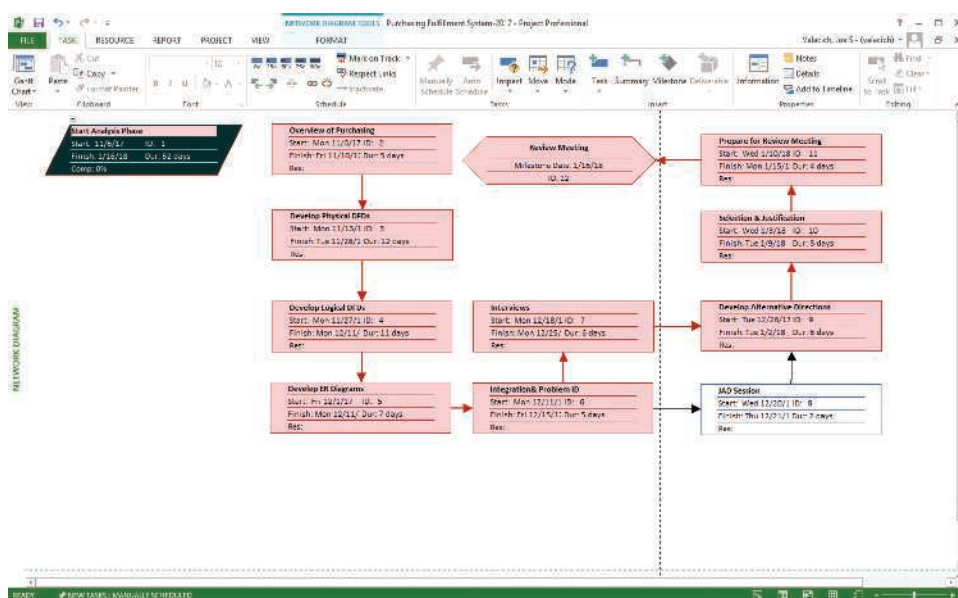 NETWORK DIAGRAM TOOLS Purchasing Fulfillment System-2017 - Project Professional
FILE TASK RESOURCE REPORT PROJECT VIEW FORMAT
Cut
Copy
Format Painter
Mark on Track
Respect Links
Inactivate
Notes
Details
Add to Timeline
Find
Clear
Fill
Gantt Chart
Paste
Manually Schedule
Auto Schedule
Inspect Move Mode
Task Summary Milestone Deliverable
Information
Scroll to Task
View Clipboard Font Schedule Tasks Insert Properties Editing
NETWORK DIAGRAM
Start Analysis Phase
Start: 11/6/17 ID: 1
Finish: 1/16/18 Dur: 52 days
Comp: 0%
Overview of Purchasing
Start: Mon 11/6/17 ID: 2
Finish: Fri 11/10/17 Dur: 5 days
Res:
Develop Physical DFDs
Start: Mon 11/13/1 ID: 3
Finish: Tue 11/28/1 Dur: 12 days
Res:
Develop Logical DFDs
Start: Mon 11/27/1 ID: 4
Finish: Mon 12/11/ Dur: 11 days
Res:
Develop ER Diagrams
Start: Fri 12/1/17 ID: 5
Finish: Mon 12/11/ Dur: 7 days
Res:
Integration& Problem ID
Start: Mon 12/11/1 ID: 6
Finish: Fri 12/15/17 Dur: 5 days
Res:
Interviews
Start: Mon 12/18/1 ID: 7
Finish: Mon 12/25/ Dur: 6 days
Res:
JAD Session
Start: Wed 12/20/1 ID: 8
Finish: Thu 12/21/1 Dur: 2 days
Res:
Develop Alternative Directions
Start: Tue 12/26/17 ID: 9
Finish: Tue 1/2/18 Dur: 6 days
Res:
Selection & Justification
Start: Wed 1/3/18 ID: 10
Finish: Tue 1/9/18 Dur: 5 days
Res:
Prepare for Review Meeting
Start: Wed 1/10/18 ID: 11
Finish: Mon 1/15/1 Dur: 4 days
Res:
Review Meeting
Milestone Date: 1/16/18
ID: 12
READY NEW TASKS : MANUALLY SCHEDULED